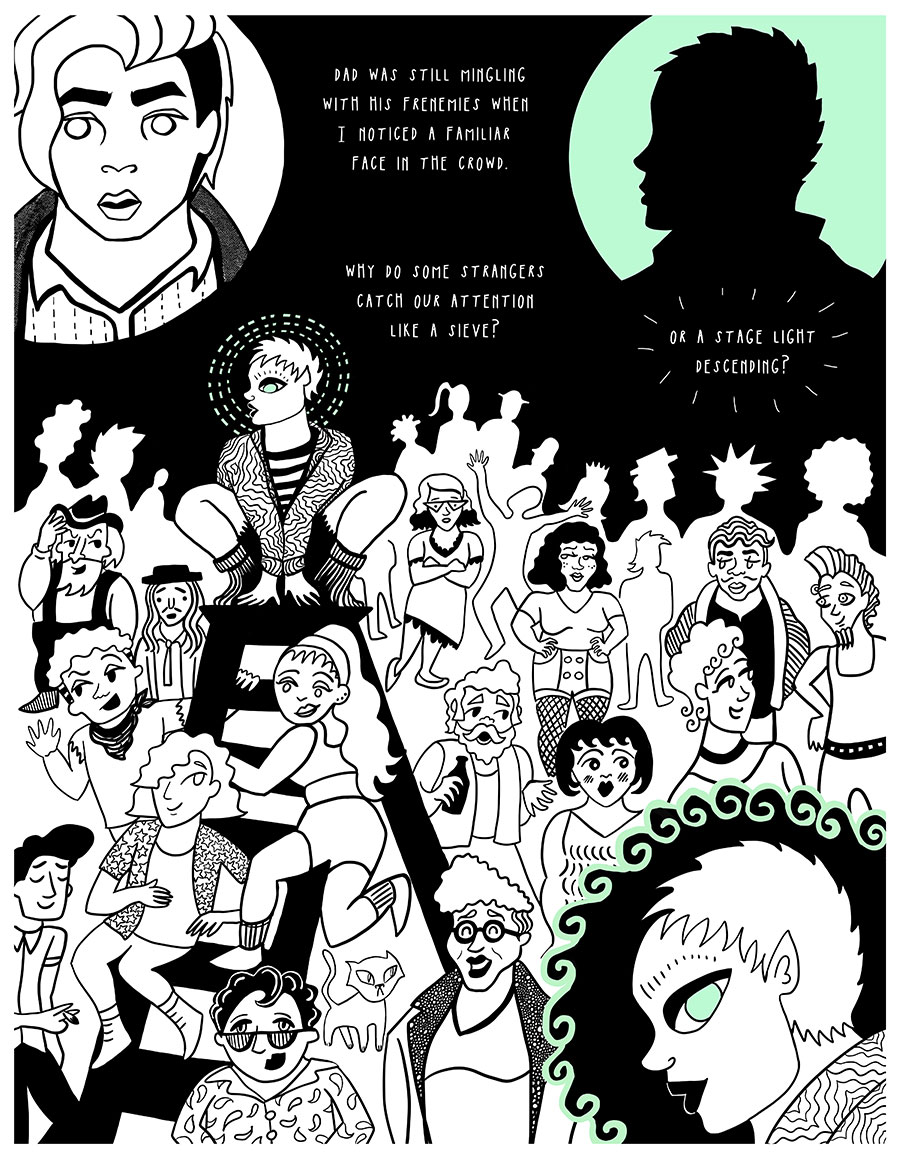 DAD WAS STILL MINGLING
WITH HIS FRENEMIES WHEN
I NOTICED A FAMILIAR
FACE IN THE CROWD.
WHY DO SOME STRANGERS
CATCH OUR ATTENTION
LIKE A SIEVE?
OR A STAGE LIGHT
DESCENDING?